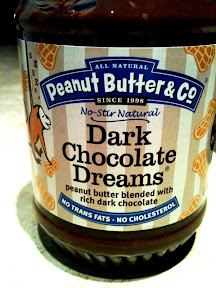 ALL NATURAL
Peanut Butter & Co
SINCE 1998
No-Stir Natural
Dark
Chocolate
Dreams®
peanut butter blended with
rich dark chocolate
NO TRANS FATS - NO CHOLESTEROL